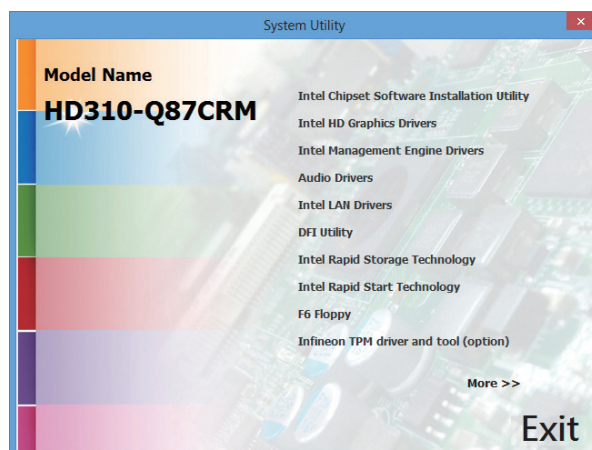 System Utility
Model Name
HD310-Q87CRM
Intel Chipset Software Installation Utility
Intel HD Graphics Drivers
Intel Management Engine Drivers
Audio Drivers
Intel LAN Drivers
DFI Utility
Intel Rapid Storage Technology
Intel Rapid Start Technology
F6 Floppy
Infineon TPM driver and tool (option)
More >>
Exit